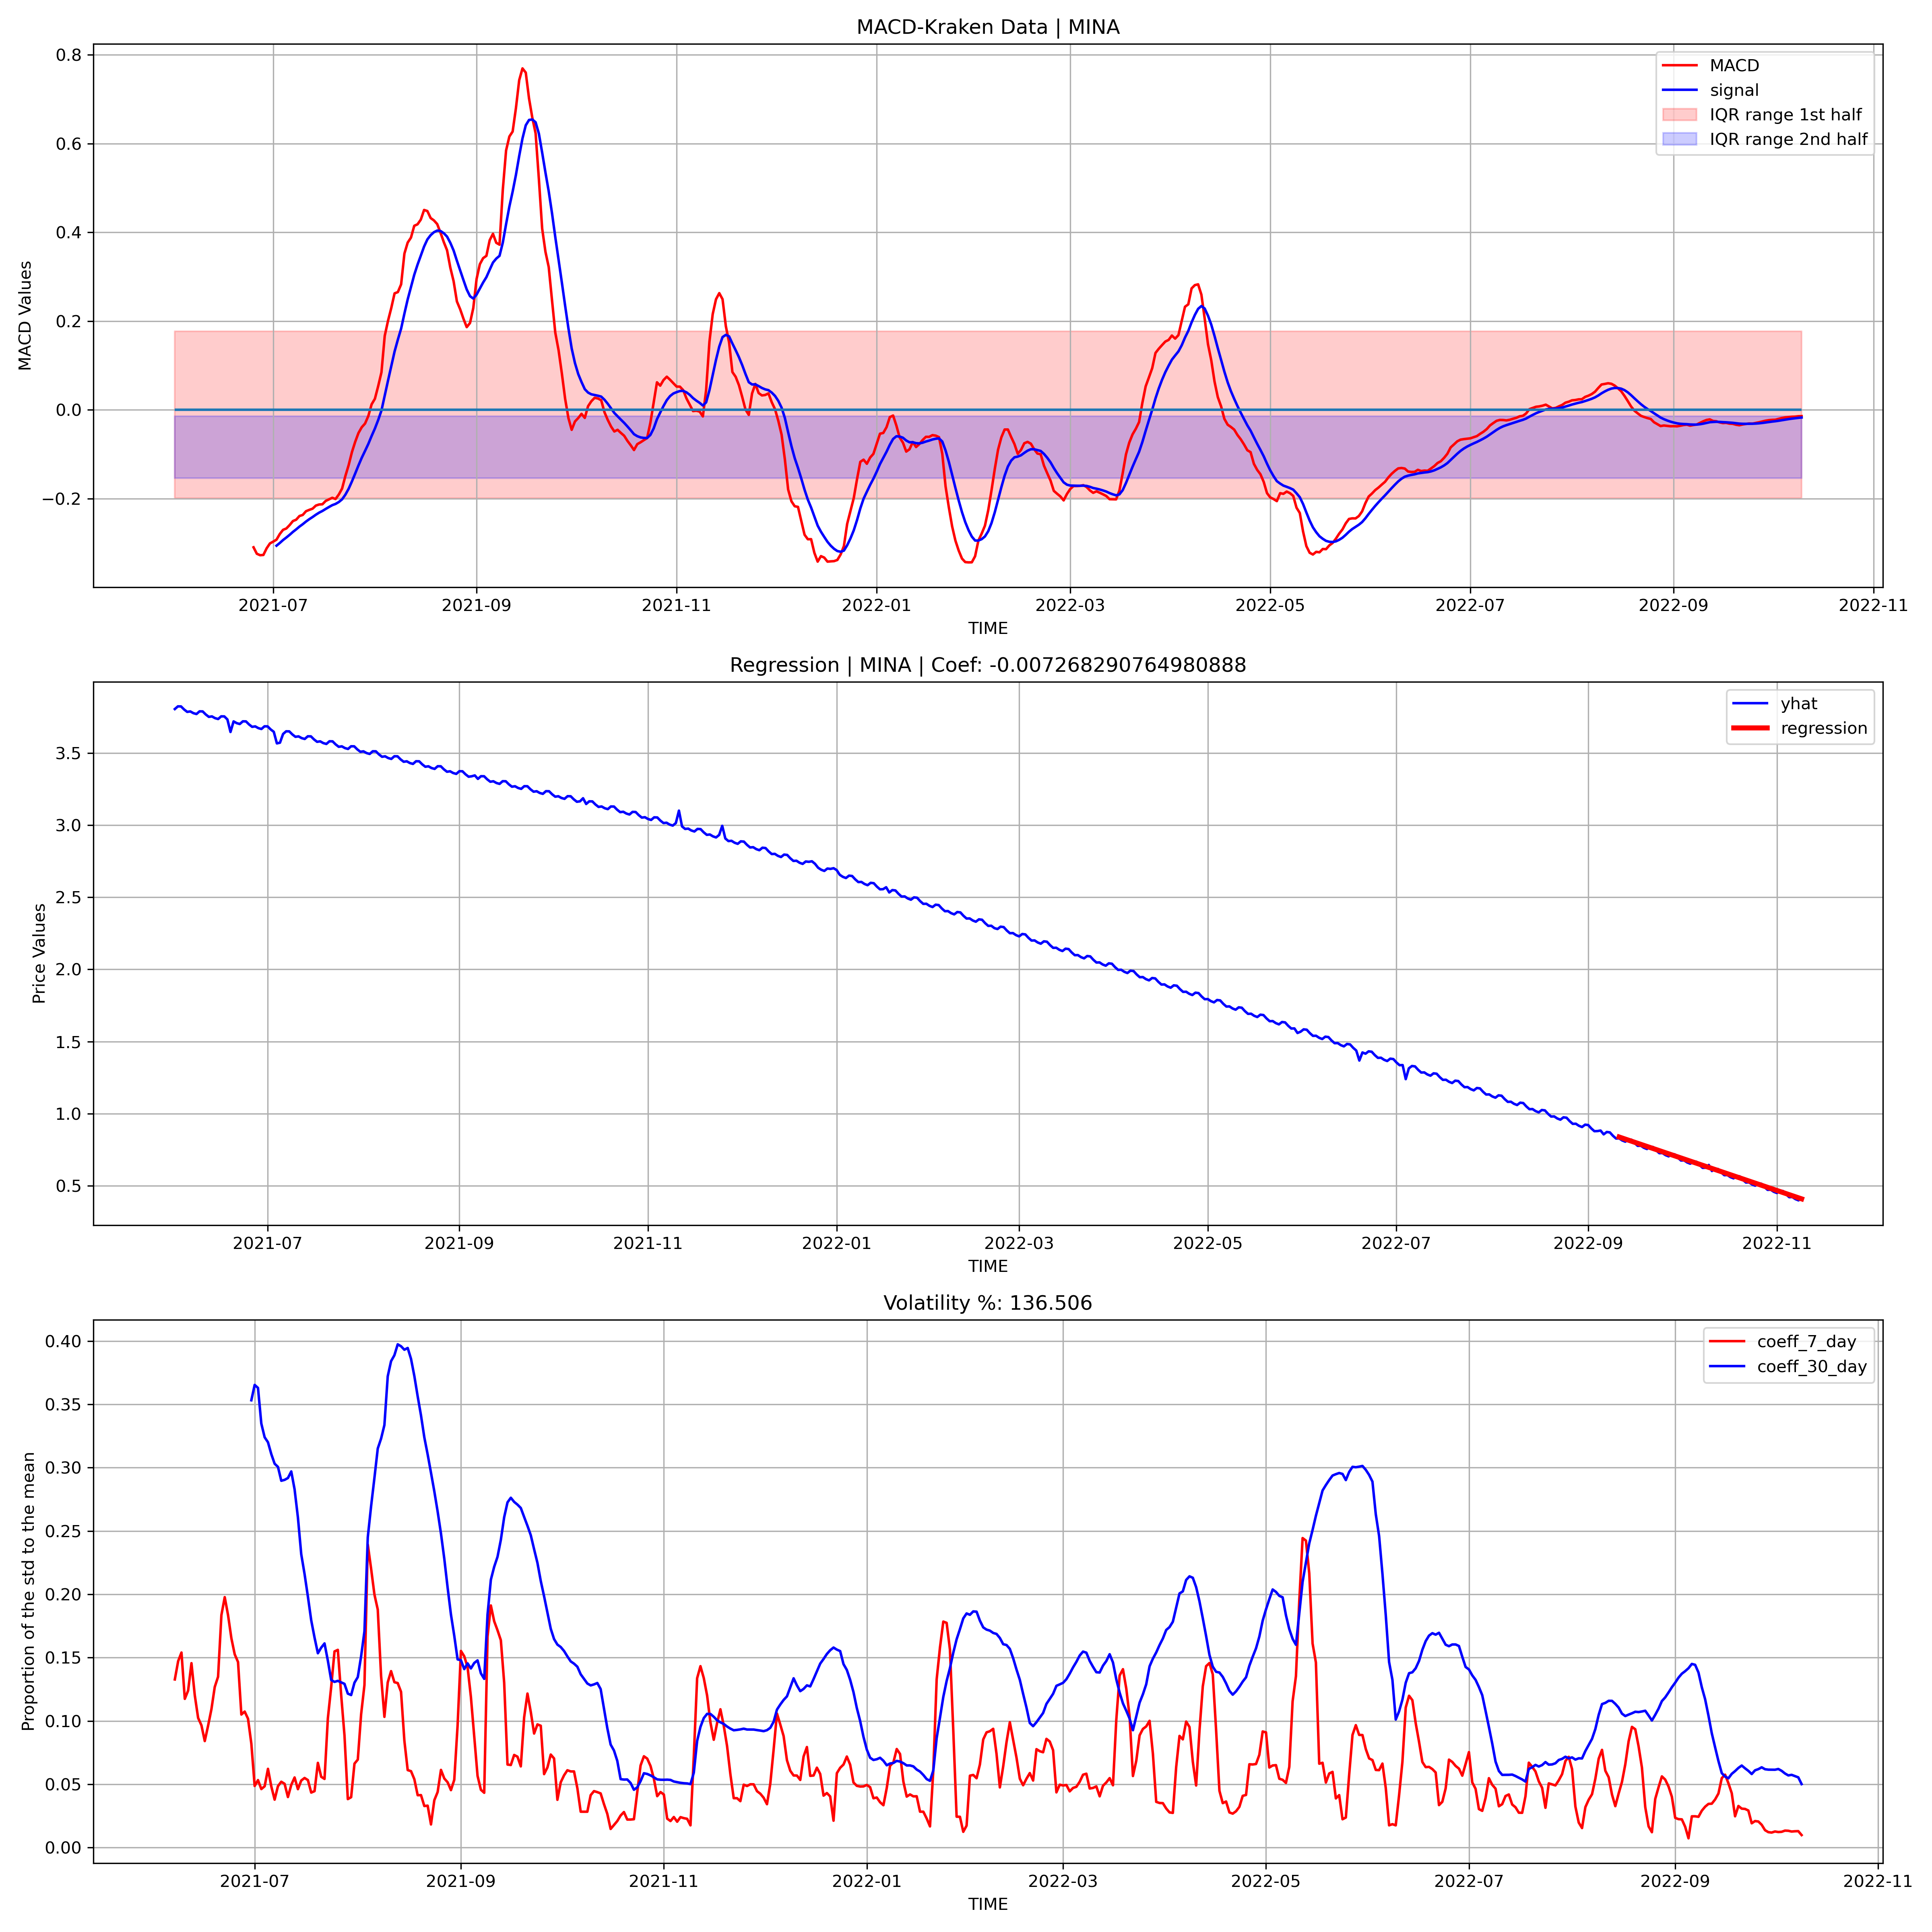 MACD-Kraken Data | MINA
MACD Values
0.8
0.6
0.4
0.2
0.0
−0.2
MACD
signal
IQR range 1st half
IQR range 2nd half
2021-07 2021-09 2021-11 2022-01 2022-03 2022-05 2022-07 2022-09 2022-11
TIME
Regression | MINA | Coef: -0.007268290764980888
Price Values
3.5
3.0
2.5
2.0
1.5
1.0
0.5
yhat
regression
2021-07 2021-09 2021-11 2022-01 2022-03 2022-05 2022-07 2022-09 2022-11
TIME
Volatility %: 136.506
Proportion of the std to the mean
0.40
0.35
0.30
0.25
0.20
0.15
0.10
0.05
0.00
coeff_7_day
coeff_30_day
2021-07 2021-09 2021-11 2022-01 2022-03 2022-05 2022-07 2022-09 2022-11
TIME